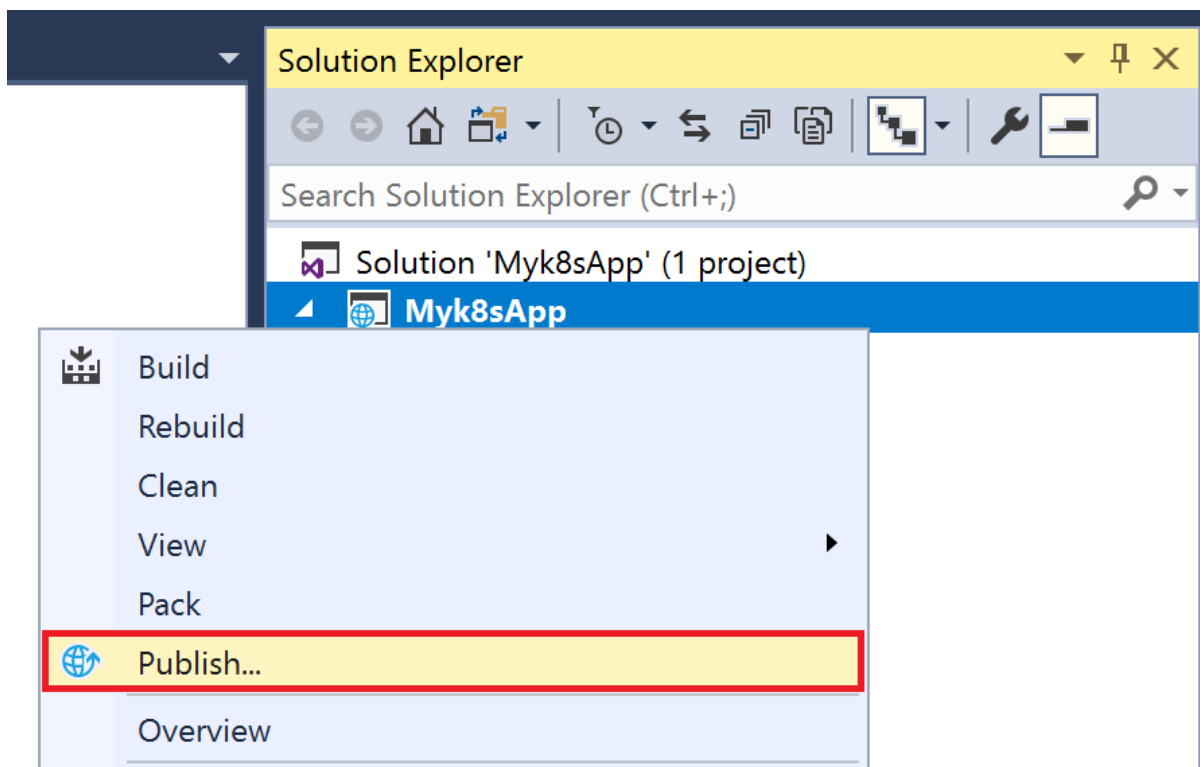 Solution Explorer
Search Solution Explorer (Ctrl+;)
Solution 'Myk8sApp' (1 project)
Myk8sApp
Build
Rebuild
Clean
View
Pack
Publish...
Overview